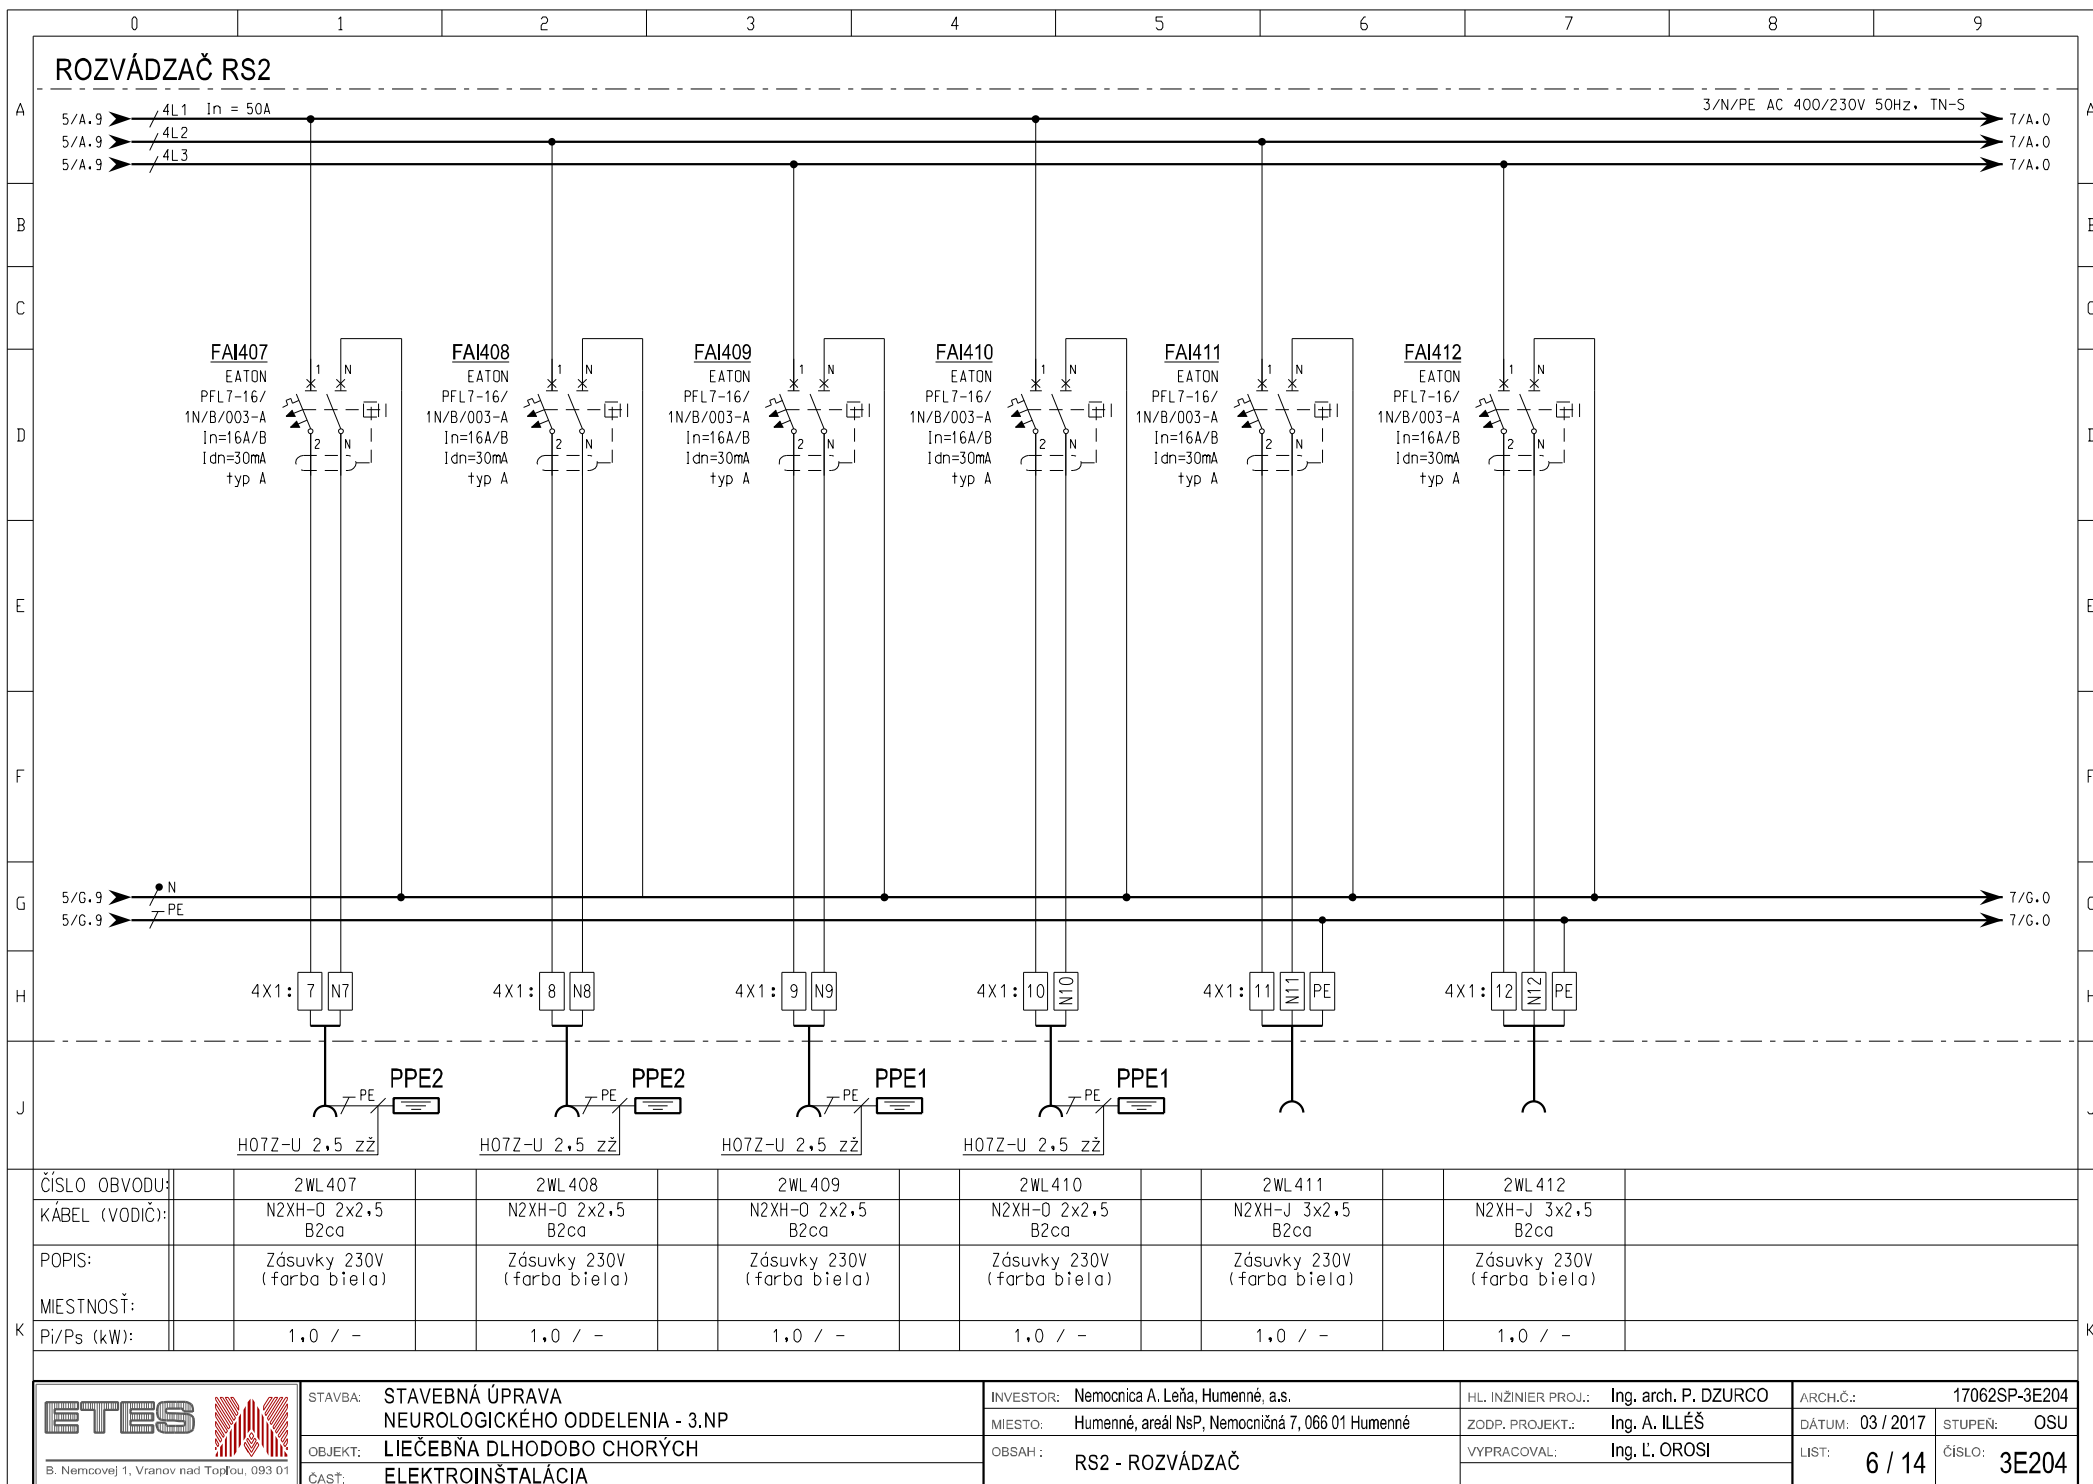 0 1 2 3 4 5 6 7 8 9
ROZVÁDZAČ RS2
A A
5/A.9 4L1 In = 50A 3/N/PE AC 400/230V 50Hz, TN-S 7/A.0
5/A.9 4L2 7/A.0
5/A.9 4L3 7/A.0
B
C
FAI407 FAI408 FAI409 FAI410 FAI411 FAI412
EATON EATON EATON EATON EATON EATON
1 N 1 N 1 N 1 N 1 N 1 N
PFL7-16/ PFL7-16/ PFL7-16/ PFL7-16/ PFL7-16/ PFL7-16/
1N/B/003-A 1N/B/003-A 1N/B/003-A 1N/B/003-A 1N/B/003-A 1N/B/003-A
D
In=16A/B In=16A/B In=16A/B In=16A/B In=16A/B In=16A/B
2 N 2 N 2 N 2 N 2 N 2 N
Idn=30mA Idn=30mA Idn=30mA Idn=30mA Idn=30mA Idn=30mA
typ A typ A typ A typ A typ A typ A
E
F
G
5/G.9 N 7/G.0
5/G.9 PE 7/G.0
H H
4X1: 7 N7 4X1: 8 N8 4X1: 9 N9 4X1: 10 N10 4X1: 11 N11 PE 4X1: 12 N12 PE
PPE2 PPE2 PPE1 PPE1
J
PE PE PE PE
H07Z-U 2,5 zž H07Z-U 2,5 zž H07Z-U 2,5 zž H07Z-U 2,5 zž
ČÍSLO OBVODU: 2WL407 2WL408 2WL409 2WL410 2WL411 2WL412
KÁBEL (VODIČ): N2XH-O 2x2,5 N2XH-O 2x2,5 N2XH-O 2x2,5 N2XH-O 2x2,5 N2XH-J 3x2,5 N2XH-J 3x2,5
B2ca B2ca B2ca B2ca B2ca B2ca
POPIS: Zásuvky 230V Zásuvky 230V Zásuvky 230V Zásuvky 230V Zásuvky 230V Zásuvky 230V
(farba biela) (farba biela) (farba biela) (farba biela) (farba biela) (farba biela)
MIESTNOSŤ:
K K
Pi/Ps (kW): 1,0 / - 1,0 / - 1,0 / - 1,0 / - 1,0 / - 1,0 / -
ETES
B. Nemcovej 1, Vranov nad Topľou, 093 01
STAVBA: STAVEBNÁ ÚPRAVA
NEUROLOGICKÉHO ODDELENIA - 3.NP
OBJEKT: LIEČEBŇA DLHODOBO CHORÝCH
ČASŤ: ELEKTROINŠTALÁCIA
INVESTOR: Nemocnica A. Leňa, Humenné, a.s.
MIESTO: Humenné, areál NsP, Nemocničná 7, 066 01 Humenné
OBSAH : RS2 - ROZVÁDZAČ
HL. INŽINIER PROJ.: Ing. arch. P. DZURCO
ZODP. PROJEKT.: Ing. A. ILLÉŠ
VYPRACOVAL: Ing. Ľ. OROSI
ARCH.Č.: 17062SP-3E204
DÁTUM: 03 / 2017 STUPEŇ: OSU
LIST: 6 / 14 ČÍSLO: 3E204